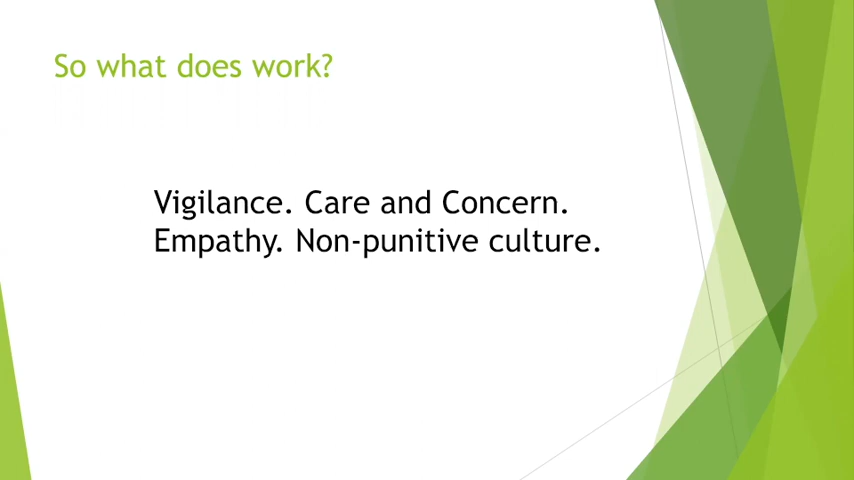 So what does work?
Vigilance. Care and Concern.
Empathy. Non-punitive culture.